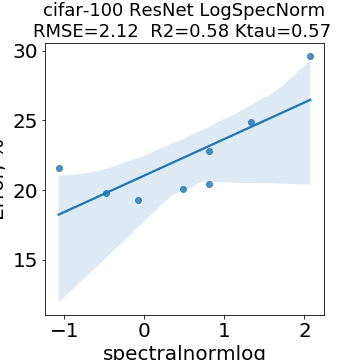 cifar-100 ResNet LogSpecNorm
RMSE=2.12 R2=0.58 Ktau=0.57
30
25
20
15
−1 0 1 2
spectralnormlog